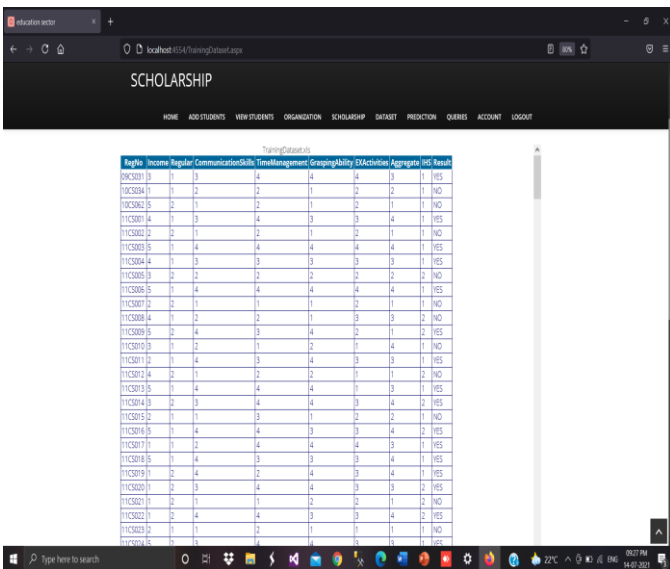 education sector × +
localhost:4554/TrainingDataset.aspx 80%
SCHOLARSHIP
HOME ADD STUDENTS VIEW STUDENTS ORGANIZATION SCHOLARSHIP DATASET PREDICTION QUERIES ACCOUNT LOGOUT
TrainingDataset.xls
RegNo Income Regular CommunicationSkills TimeManagement GraspingAbility EXActivities Aggregate IHS Result
09CS031 3 1 3 4 4 4 3 1 YES
10CS034 1 1 2 2 1 2 2 1 NO
10CS062 5 2 1 2 1 2 1 1 NO
11CS001 4 1 3 4 3 3 4 1 YES
11CS002 2 2 1 2 1 2 1 1 NO
11CS003 5 1 4 4 4 4 4 1 YES
11CS004 4 1 3 3 3 3 3 1 YES
11CS005 3 2 2 2 2 2 2 2 NO
11CS006 5 1 4 4 4 4 4 1 YES
11CS007 2 2 1 1 1 2 1 1 NO
11CS008 4 1 2 2 1 3 3 2 NO
11CS009 5 2 4 3 4 2 1 2 YES
11CS010 3 1 2 1 2 1 4 1 NO
11CS011 2 1 4 3 4 3 3 1 YES
11CS012 4 2 1 2 2 1 1 2 NO
11CS013 5 1 4 4 4 1 3 1 YES
11CS014 3 2 3 4 4 3 4 2 YES
11CS015 2 1 1 3 1 2 2 1 NO
11CS016 5 1 4 4 3 3 4 2 YES
11CS017 1 1 2 4 4 4 3 1 YES
11CS018 5 1 4 3 3 3 4 1 YES
11CS019 1 2 4 2 4 3 4 1 YES
11CS020 1 2 3 4 4 3 3 2 YES
11CS021 1 2 1 1 2 2 1 2 NO
11CS022 1 2 4 4 3 3 4 2 YES
11CS023 2 1 1 2 1 1 1 1 NO
11CS024 5 2 3 4 3 3 YES
Type here to search 22°C ENG 09:27 PM
14-07-2021